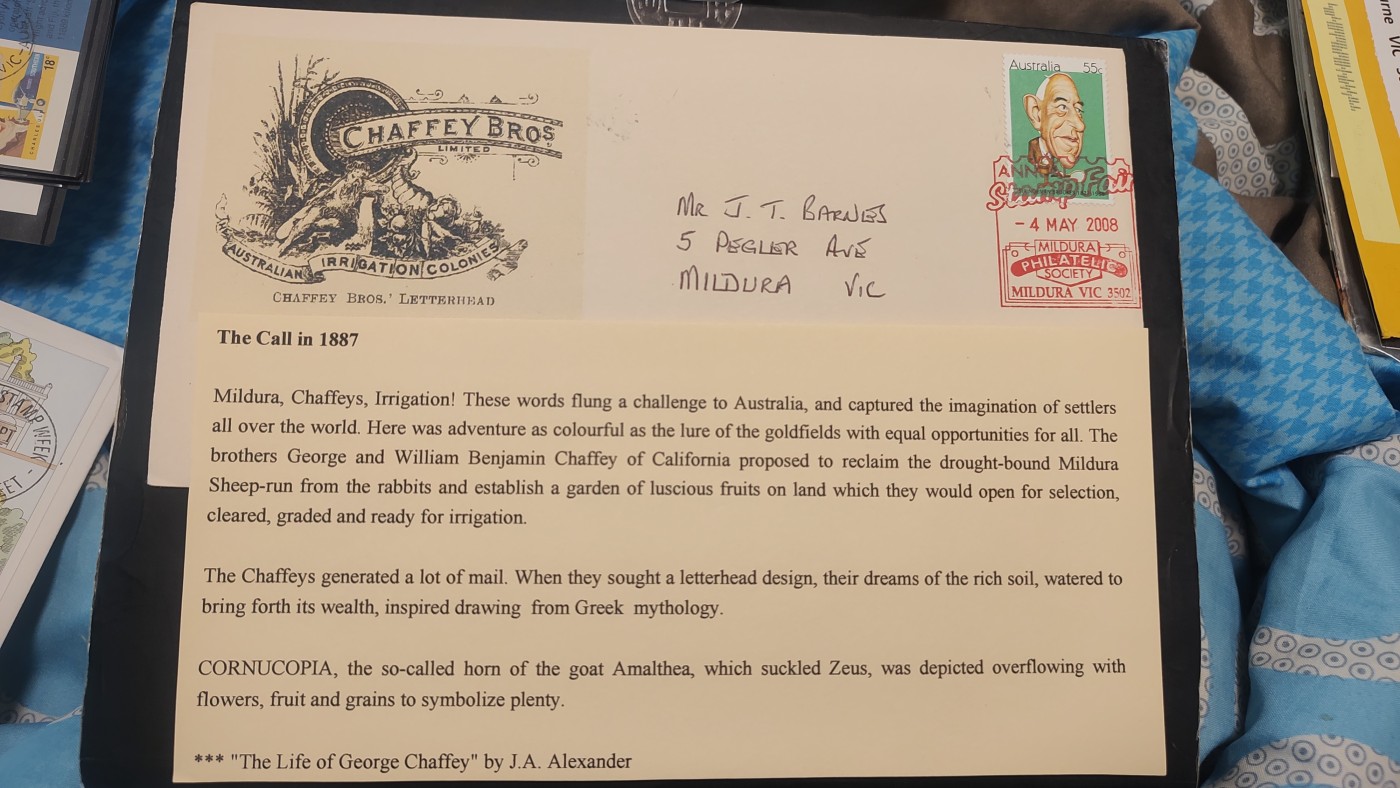 CHAFFEY BROS
LIMITED
AUSTRALIAN IRRIGATION COLONIES
CHAFFEY BROS.' LETTERHEAD
MR J. T. BARNES
5 PEGLER AVE
MILDURA VIC
Australia 55c
ANNUAL
Stamp Fair
- 4 MAY 2008
MILDURA
PHILATELIC
SOCIETY
MILDURA VIC 3502
The Call in 1887
Mildura, Chaffeys, Irrigation! These words flung a challenge to Australia, and captured the imagination of settlers
all over the world. Here was adventure as colourful as the lure of the goldfields with equal opportunities for all. The
brothers George and William Benjamin Chaffey of California proposed to reclaim the drought-bound Mildura
Sheep-run from the rabbits and establish a garden of luscious fruits on land which they would open for selection,
cleared, graded and ready for irrigation.
The Chaffeys generated a lot of mail. When they sought a letterhead design, their dreams of the rich soil, watered to
bring forth its wealth, inspired drawing from Greek mythology.
CORNUCOPIA, the so-called horn of the goat Amalthea, which suckled Zeus, was depicted overflowing with
flowers, fruit and grains to symbolize plenty.
*** "The Life of George Chaffey" by J.A. Alexander
STAMP WEEK
VIC
18c